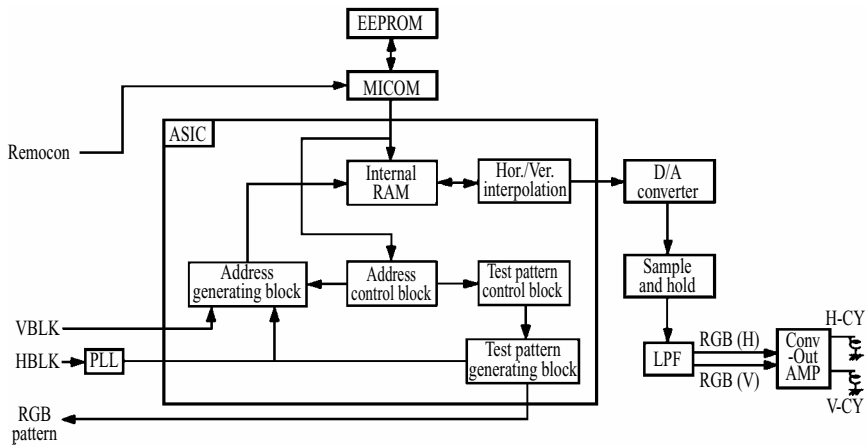 EEPROM
MICOM
Remocon
ASIC
Internal
RAM
Hor./Ver.
interpolation
D/A
converter
Address
generating block
Address
control block
Test pattern
control block
Sample
and hold
VBLK
HBLK
PLL
Test pattern
generating block
LPF
RGB (H)
RGB (V)
Conv
-Out
AMP
H-CY
V-CY
RGB
pattern